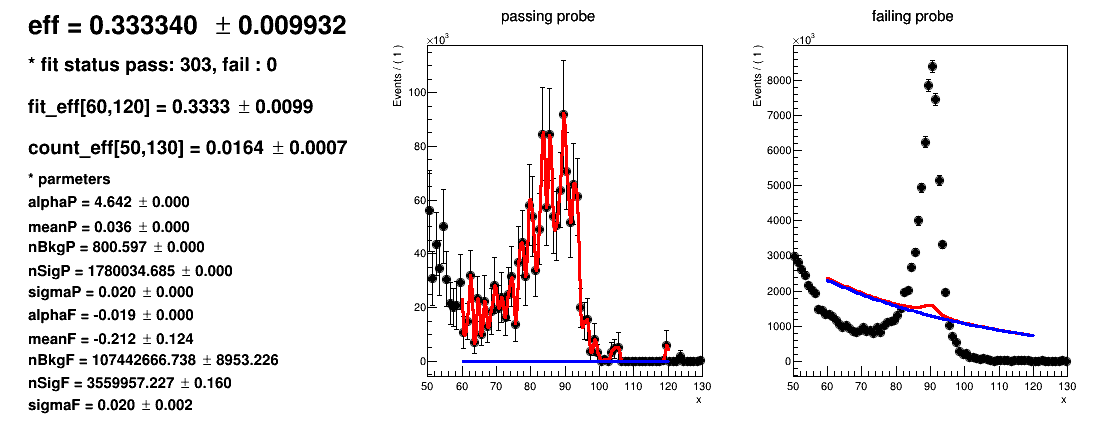 eff = 0.333340 ± 0.009932
* fit status pass: 303, fail : 0
fit_eff[60,120] = 0.3333 ± 0.0099
count_eff[50,130] = 0.0164 ± 0.0007
* parmeters
alphaP = 4.642 ± 0.000
meanP = 0.036 ± 0.000
nBkgP = 800.597 ± 0.000
nSigP = 1780034.685 ± 0.000
sigmaP = 0.020 ± 0.000
alphaF = -0.019 ± 0.000
meanF = -0.212 ± 0.124
nBkgF = 107442666.738 ± 8953.226
nSigF = 3559957.227 ± 0.160
sigmaF = 0.020 ± 0.002
passing probe
×10³
Events / ( 1 )
100
80
60
40
20
0
50 60 70 80 90 100 110 120 130
x
failing probe
×10³
Events / ( 1 )
8000
7000
6000
5000
4000
3000
2000
1000
0
50 60 70 80 90 100 110 120 130
x